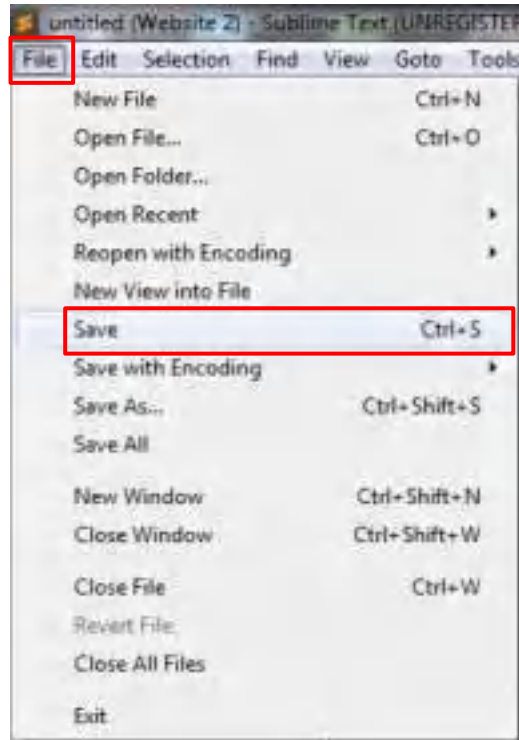 untitled (Website 2) - Sublime Text (UNREGISTER
File Edit Selection Find View Goto Tools
New File Ctrl+N
Open File... Ctrl+O
Open Folder...
Open Recent
Reopen with Encoding
New View into File
Save Ctrl+S
Save with Encoding
Save As... Ctrl+Shift+S
Save All
New Window Ctrl+Shift+N
Close Window Ctrl+Shift+W
Close File Ctrl+W
Revert File
Close All Files
Exit